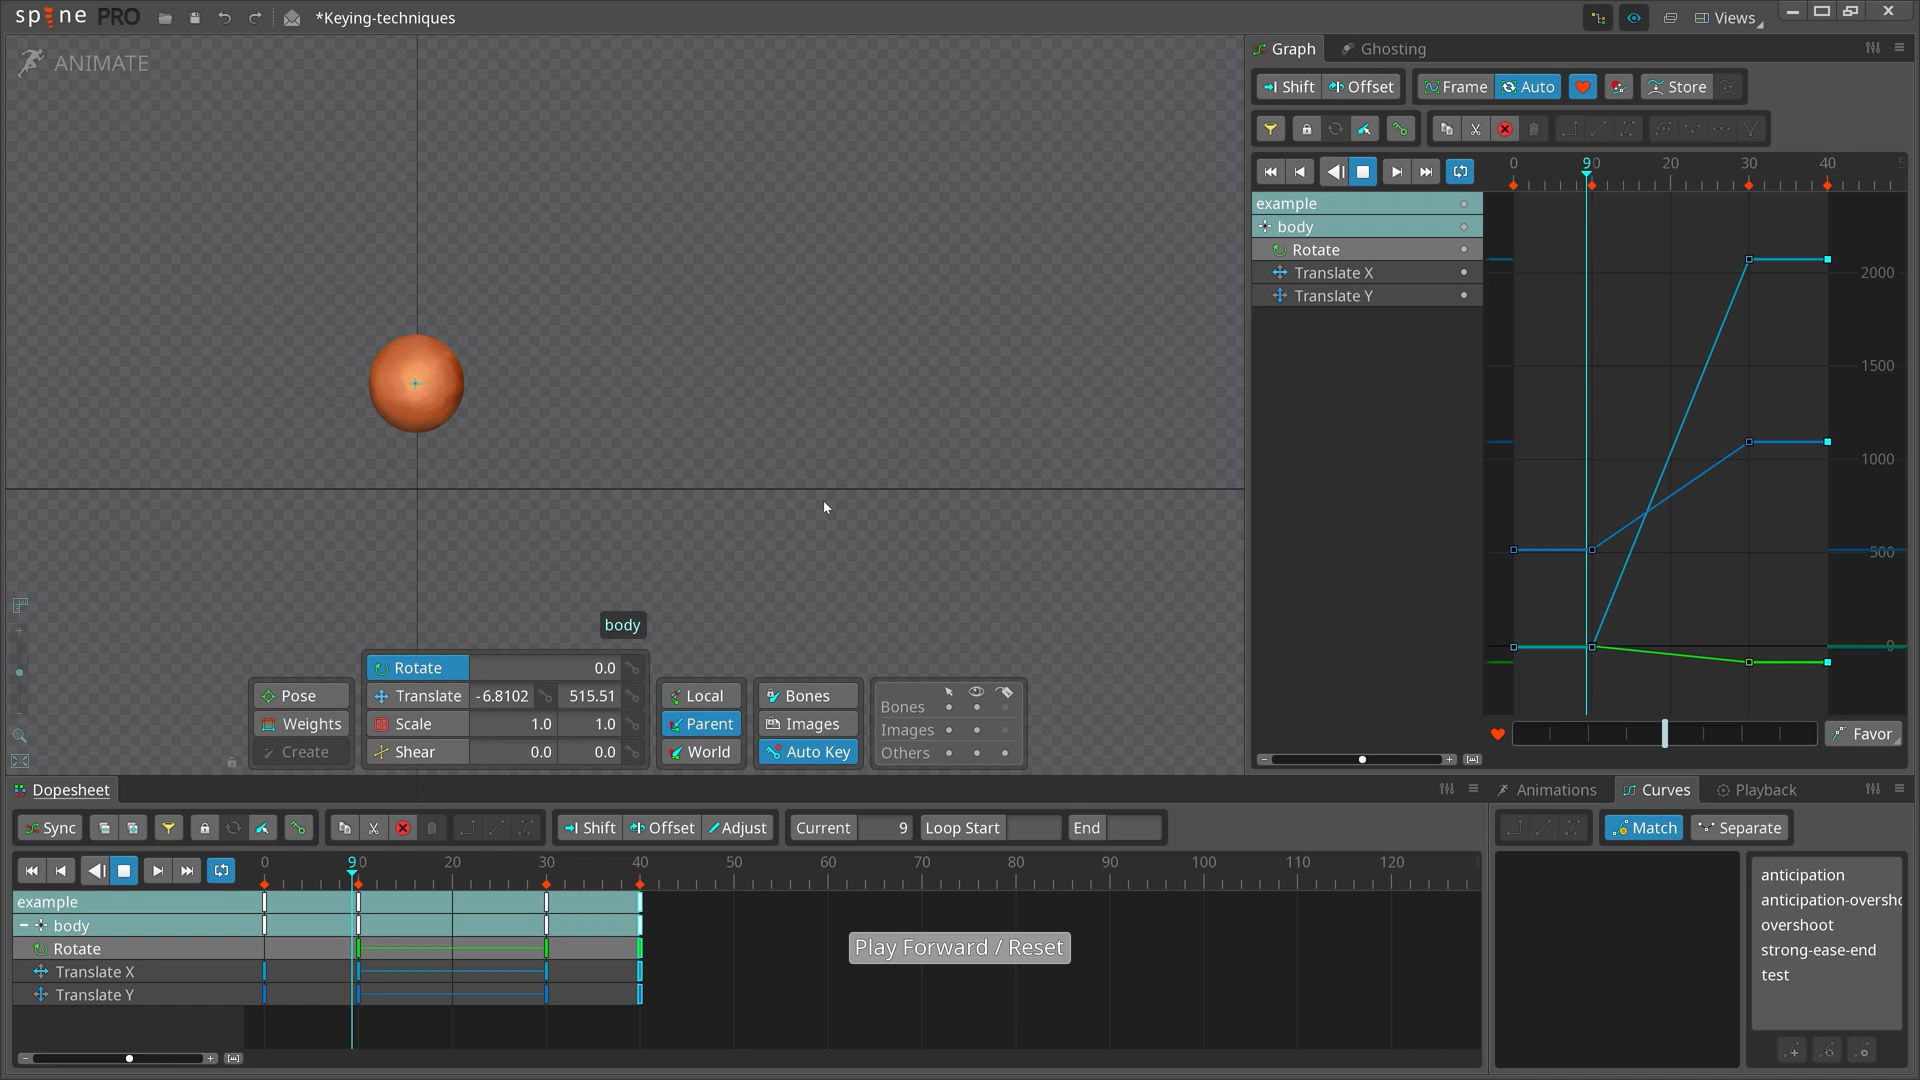 spine PRO
*Keying-techniques
Views
ANIMATE
Graph
Ghosting
Shift
Offset
Frame
Auto
Store
0
9
0
20
30
40
example
body
Rotate
Translate X
Translate Y
2000
1500
1000
500
0
Favor
body
Pose
Weights
Create
Rotate 0.0
Translate -6.8102 515.51
Scale 1.0 1.0
Shear 0.0 0.0
Local
Parent
World
Bones
Images
Auto Key
Bones
Images
Others
Dopesheet
Sync
Shift
Offset
Adjust
Current 9
Loop Start
End
0 9 0 20 30 40 50 60 70 80 90 100 110 120
example
body
Rotate
Translate X
Translate Y
Play Forward / Reset
Animations
Curves
Playback
Match
Separate
anticipation
anticipation-oversho
overshoot
strong-ease-end
test